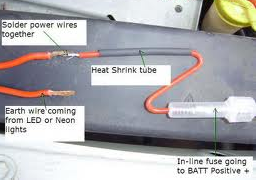 Solder power wires
together
Heat Shrink tube
Earth wire coming
from LED or Neon
lights
In-line fuse going
to BATT Positive +